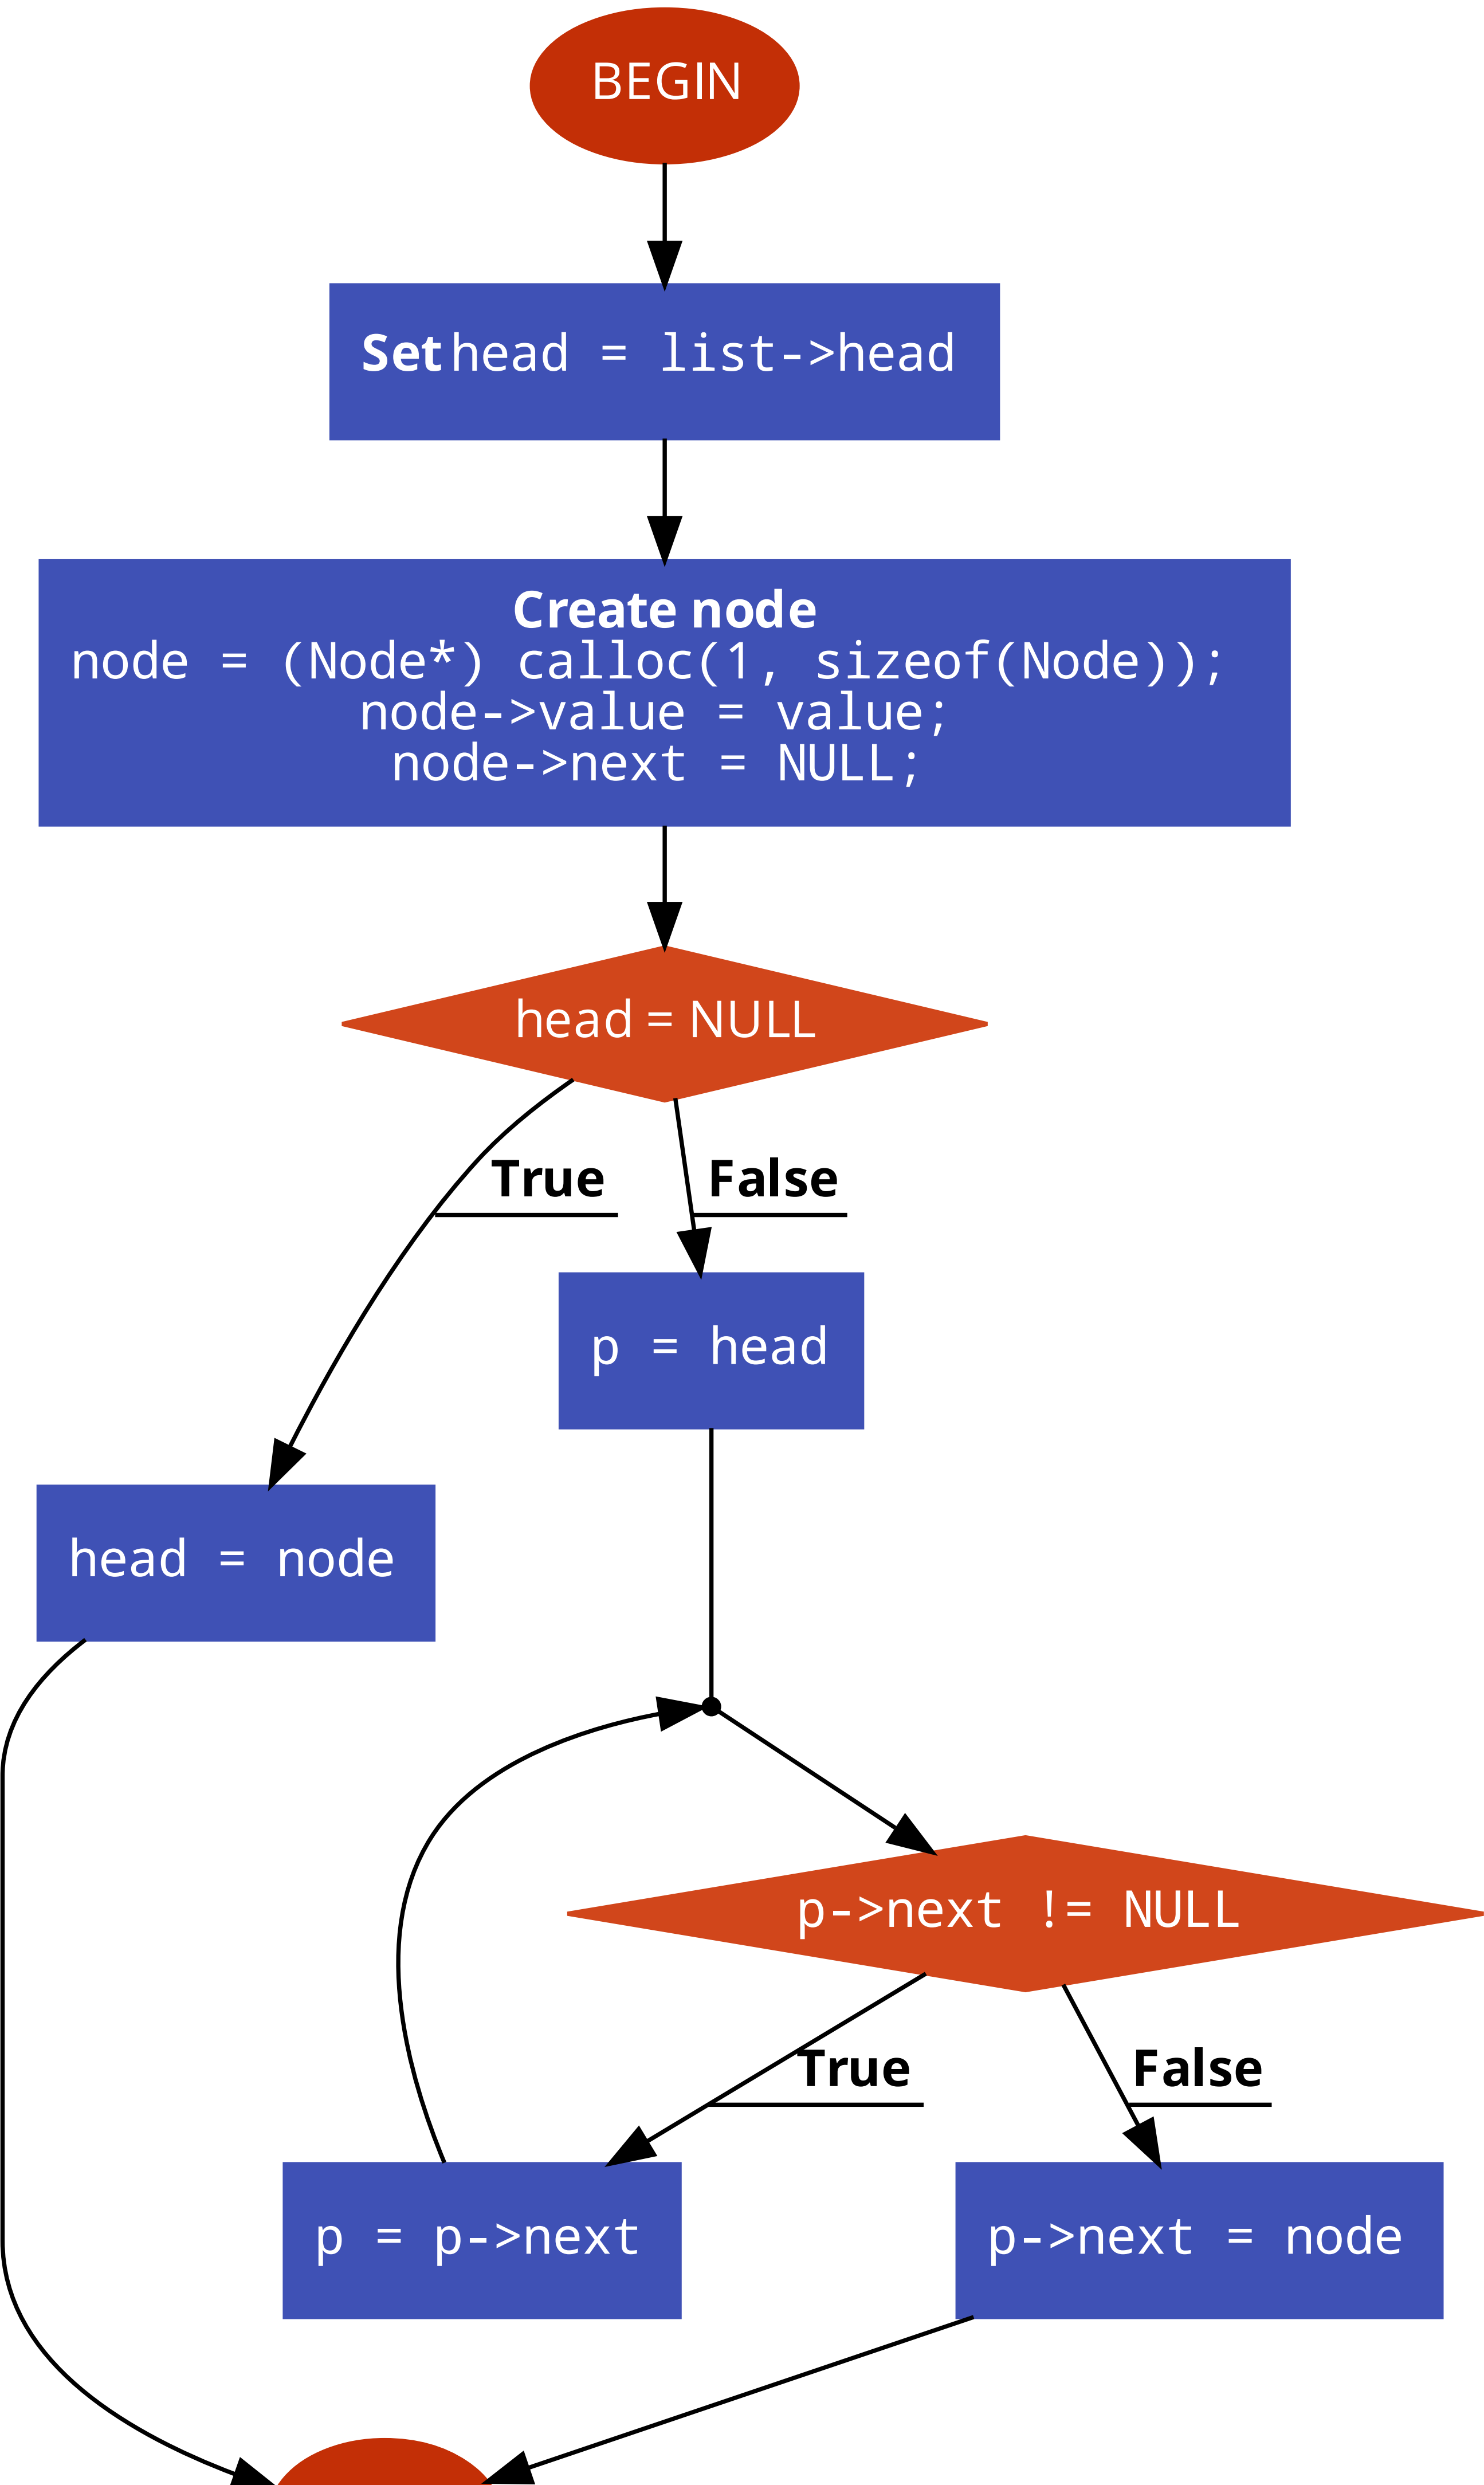 BEGIN
Set head = list->head
Create node
node = (Node*) calloc(1, sizeof(Node));
node->value = value;
node->next = NULL;
head = NULL
True
False
p = head
head = node
p->next != NULL
True
False
p = p->next
p->next = node